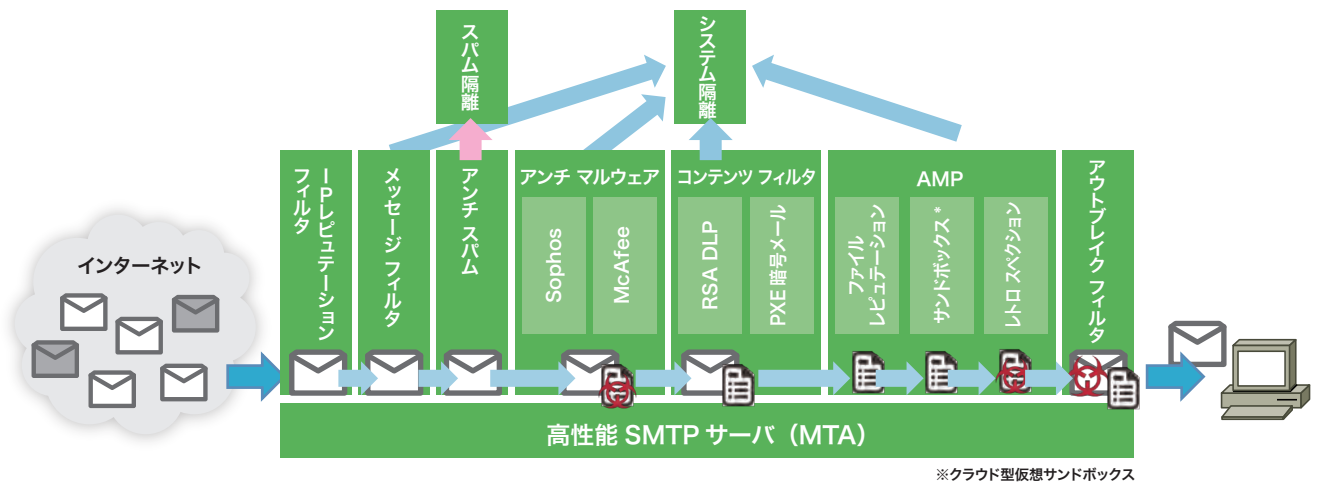 スパム隔離
システム隔離
IPレピュテーション
フィルタ
メッセージ フィルタ
アンチ スパム
アンチ マルウェア
Sophos
McAfee
コンテンツ フィルタ
RSA DLP
PXE 暗号メール
AMP
ファイル
レピュテーション
サンドボックス*
レトロ スペクション
アウトブレイク フィルタ
インターネット
高性能 SMTP サーバ（MTA）
※クラウド型仮想サンドボックス